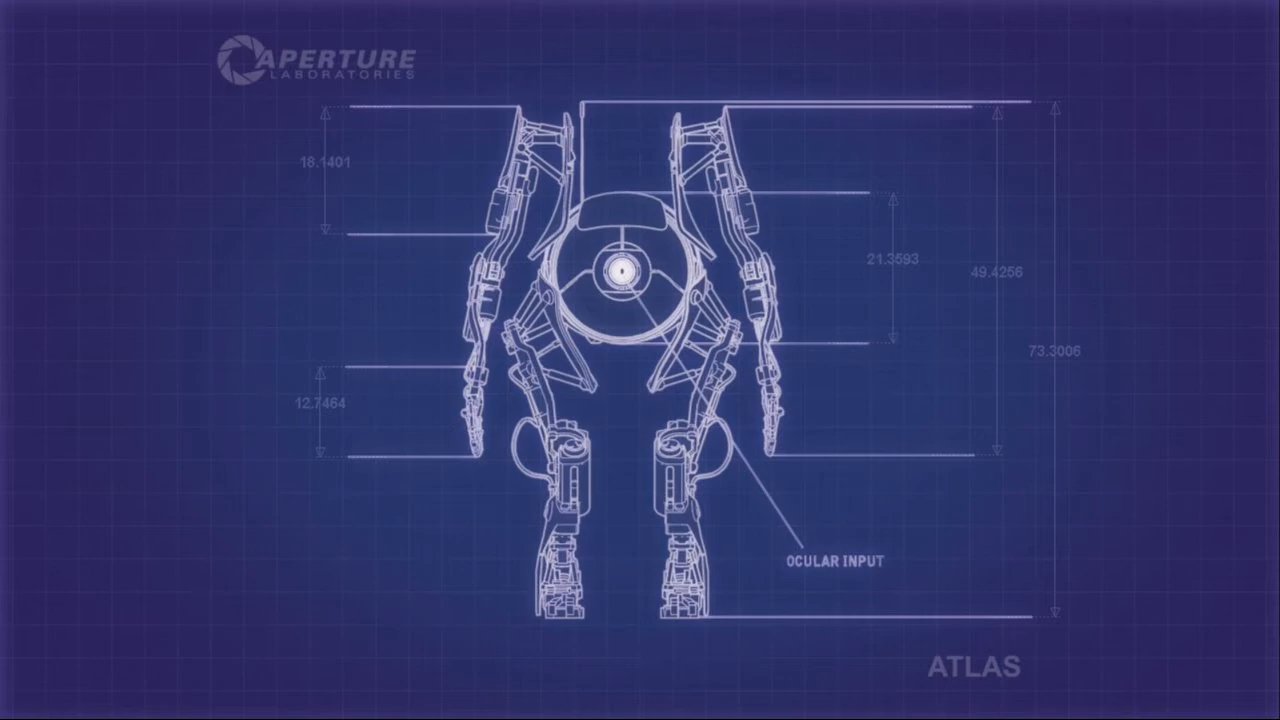 APERTURE
LABORATORIES
18.1401
21.3593
49.4256
73.3006
12.7464
OCULAR INPUT
ATLAS